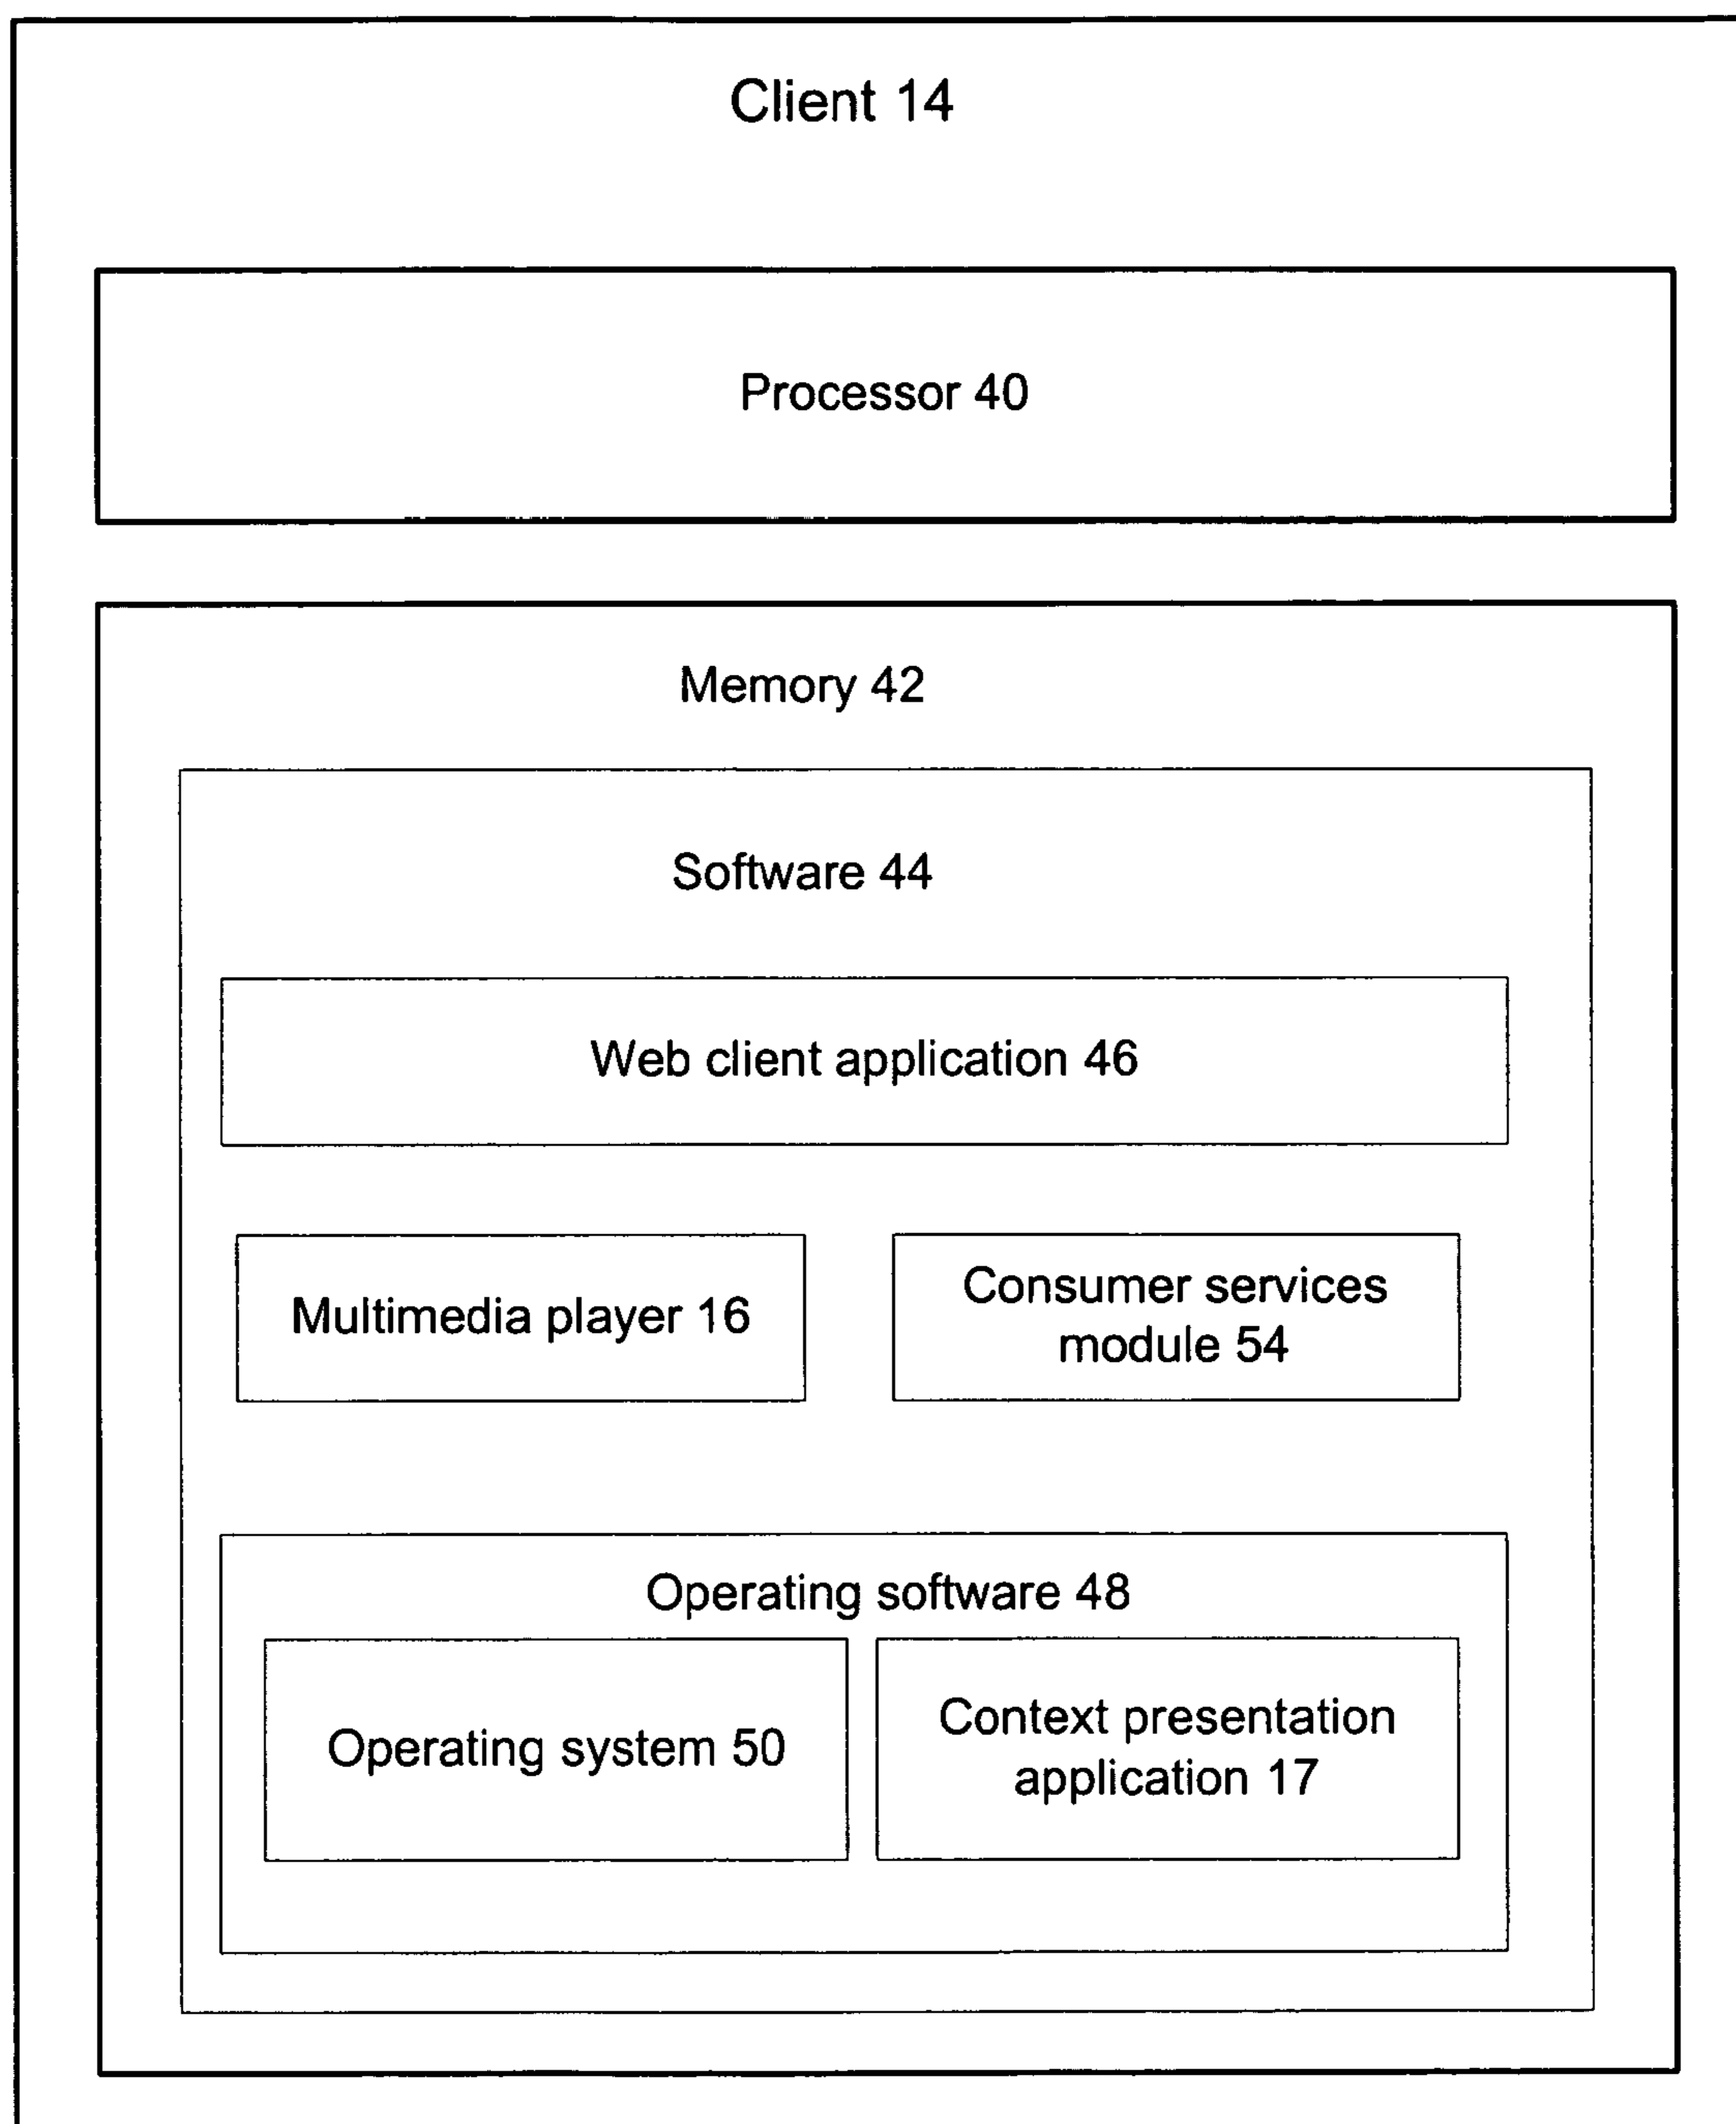 Client 14
Processor 40
Memory 42
Software 44
Web client application 46
Multimedia player 16
Consumer services
module 54
Operating software 48
Operating system 50
Context presentation
application 17